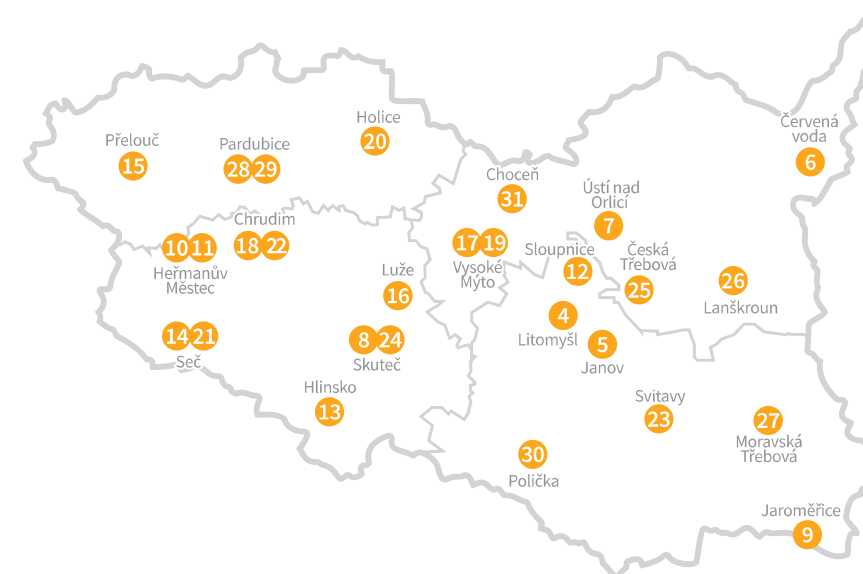 Holice
20
Přelouč
15
Pardubice
28 29
Červená
voda
6
Choceň
31
Ústí nad
Orlicí
7
Chrudim
18 22
10 11
Heřmanův
Městec
17 19
Vysoké
Mýto
Sloupnice
12
Česká
Třebová
25
26
Lanškroun
Luže
16
4
Litomyšl
14 21
Seč
8 24
Skuteč
5
Janov
Hlinsko
13
Svitavy
23
27
Moravská
Třebová
30
Polička
Jaroměřice
9